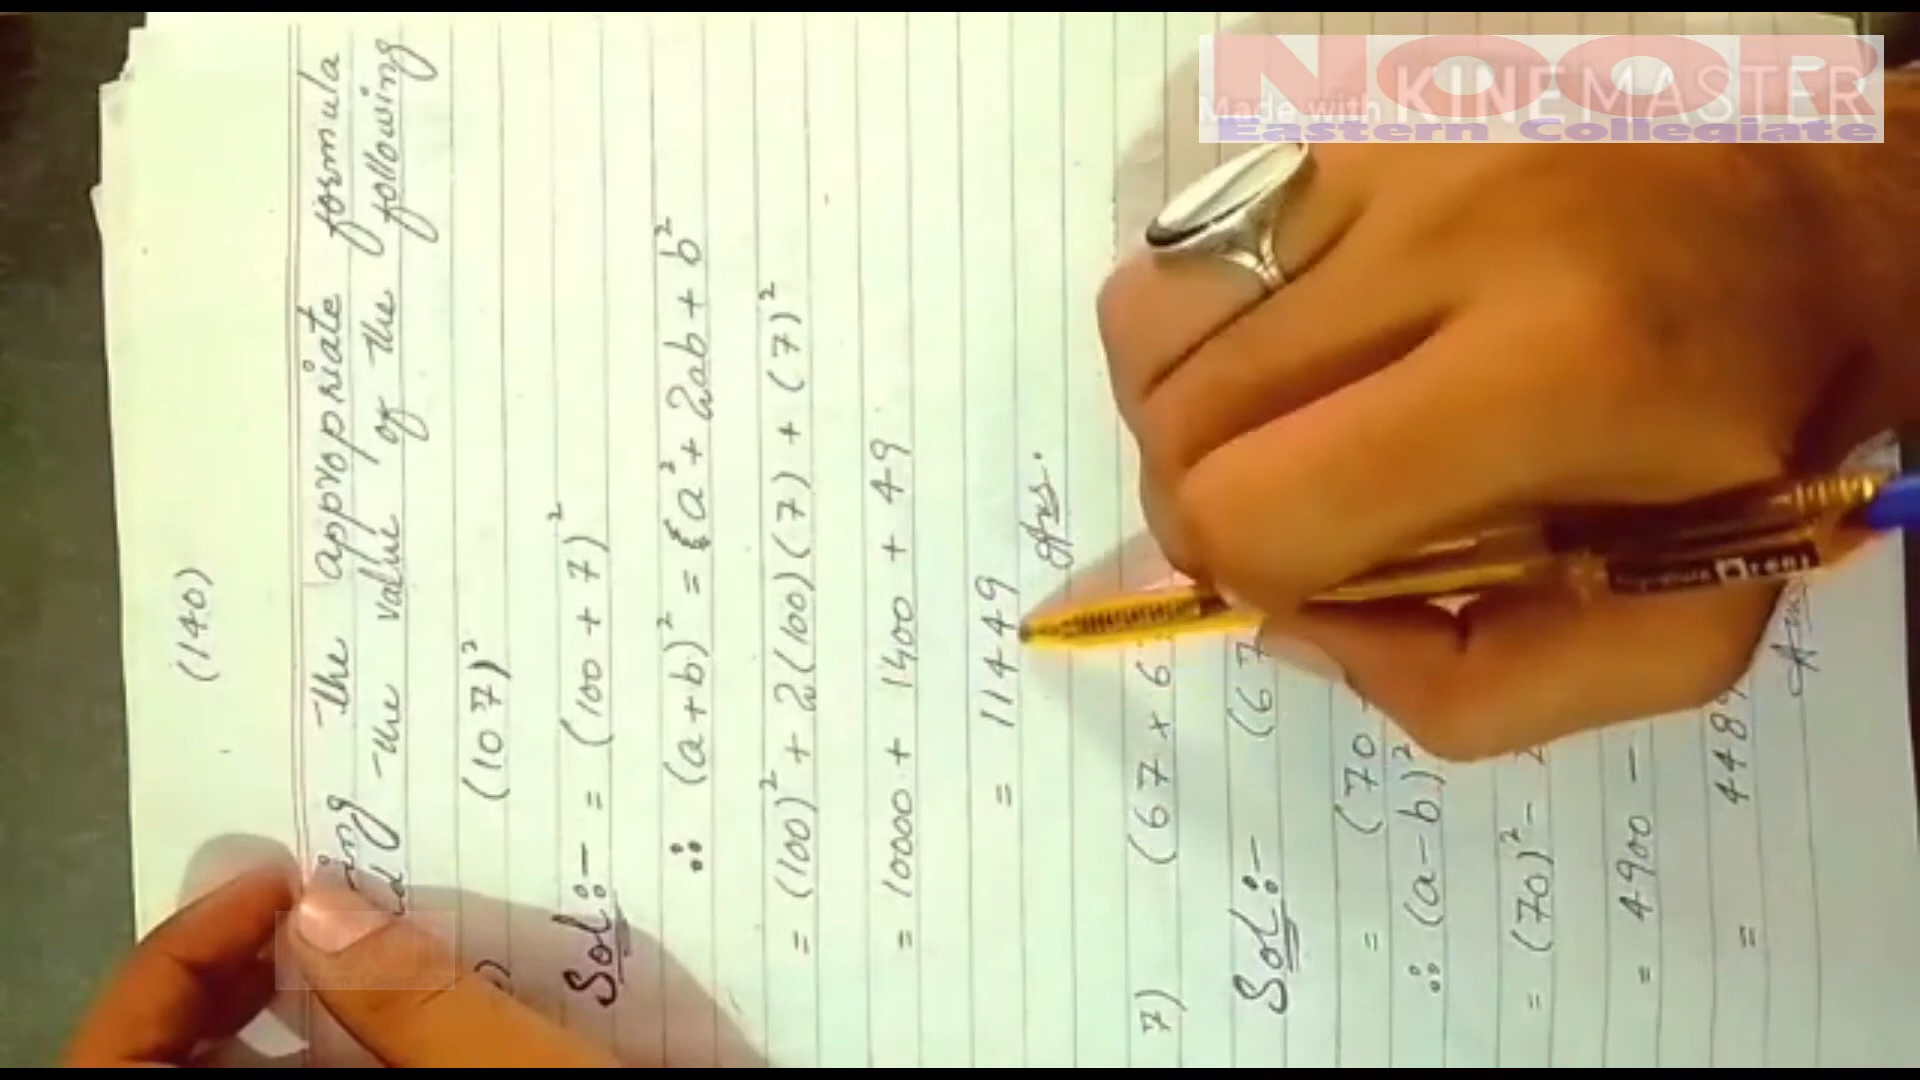 (140)
the appropriate formula
the value of the following
(107)²
Sol:- = (100 + 7)²
∴ (a+b)² = a² + 2ab + b²
= (100)² + 2(100)(7) + (7)²
= 10000 + 1400 + 49
= 11449
Ans.
7) (67 × 6
Sol:- (67
= (70
∴ (a-b)²
= (70)² -
= 4900 -
= 448
Ans
NOOR
Made with KINEMASTER
Eastern Collegiate